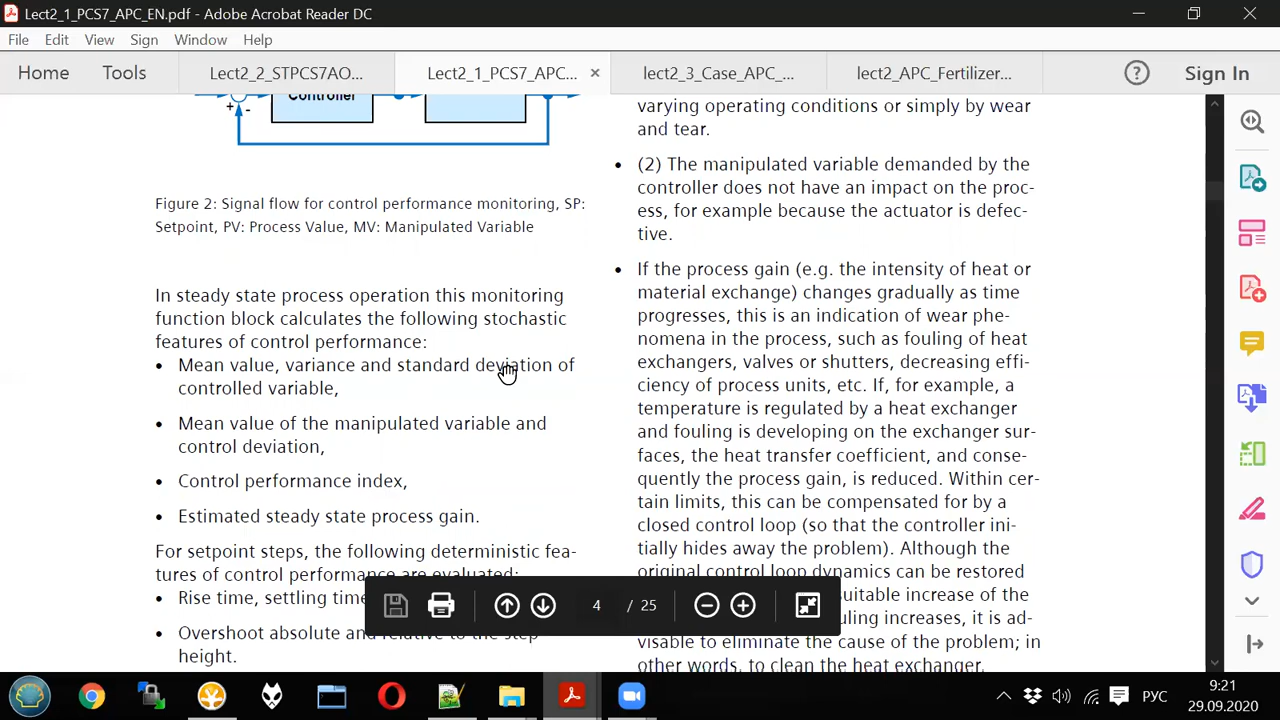 Lect2_1_PCS7_APC_EN.pdf - Adobe Acrobat Reader DC
File Edit View Sign Window Help
Home Tools Lect2_2_STPCS7AO... Lect2_1_PCS7_APC... lect2_3_Case_APC_... lect2_APC_Fertilizer... Sign In
Controller
+
-
Figure 2: Signal flow for control performance monitoring, SP:
Setpoint, PV: Process Value, MV: Manipulated Variable
In steady state process operation this monitoring
function block calculates the following stochastic
features of control performance:
• Mean value, variance and standard deviation of
controlled variable,
• Mean value of the manipulated variable and
control deviation,
• Control performance index,
• Estimated steady state process gain.
For setpoint steps, the following deterministic fea-
tures of control performance are evaluated:
• Rise time, settling time
• Overshoot absolute and relative to the step
height.
varying operating conditions or simply by wear
and tear.
• (2) The manipulated variable demanded by the
controller does not have an impact on the proc-
ess, for example because the actuator is defec-
tive.
• If the process gain (e.g. the intensity of heat or
material exchange) changes gradually as time
progresses, this is an indication of wear phe-
nomena in the process, such as fouling of heat
exchangers, valves or shutters, decreasing effi-
ciency of process units, etc. If, for example, a
temperature is regulated by a heat exchanger
and fouling is developing on the exchanger sur-
faces, the heat transfer coefficient, and conse-
quently the process gain, is reduced. Within cer-
tain limits, this can be compensated for by a
closed control loop (so that the controller ini-
tially hides away the problem). Although the
original control loop dynamics can be restored
suitable increase of the
uling increases, it is ad-
visable to eliminate the cause of the problem; in
other words, to clean the heat exchanger.
4 / 25
РУС
9:21
29.09.2020